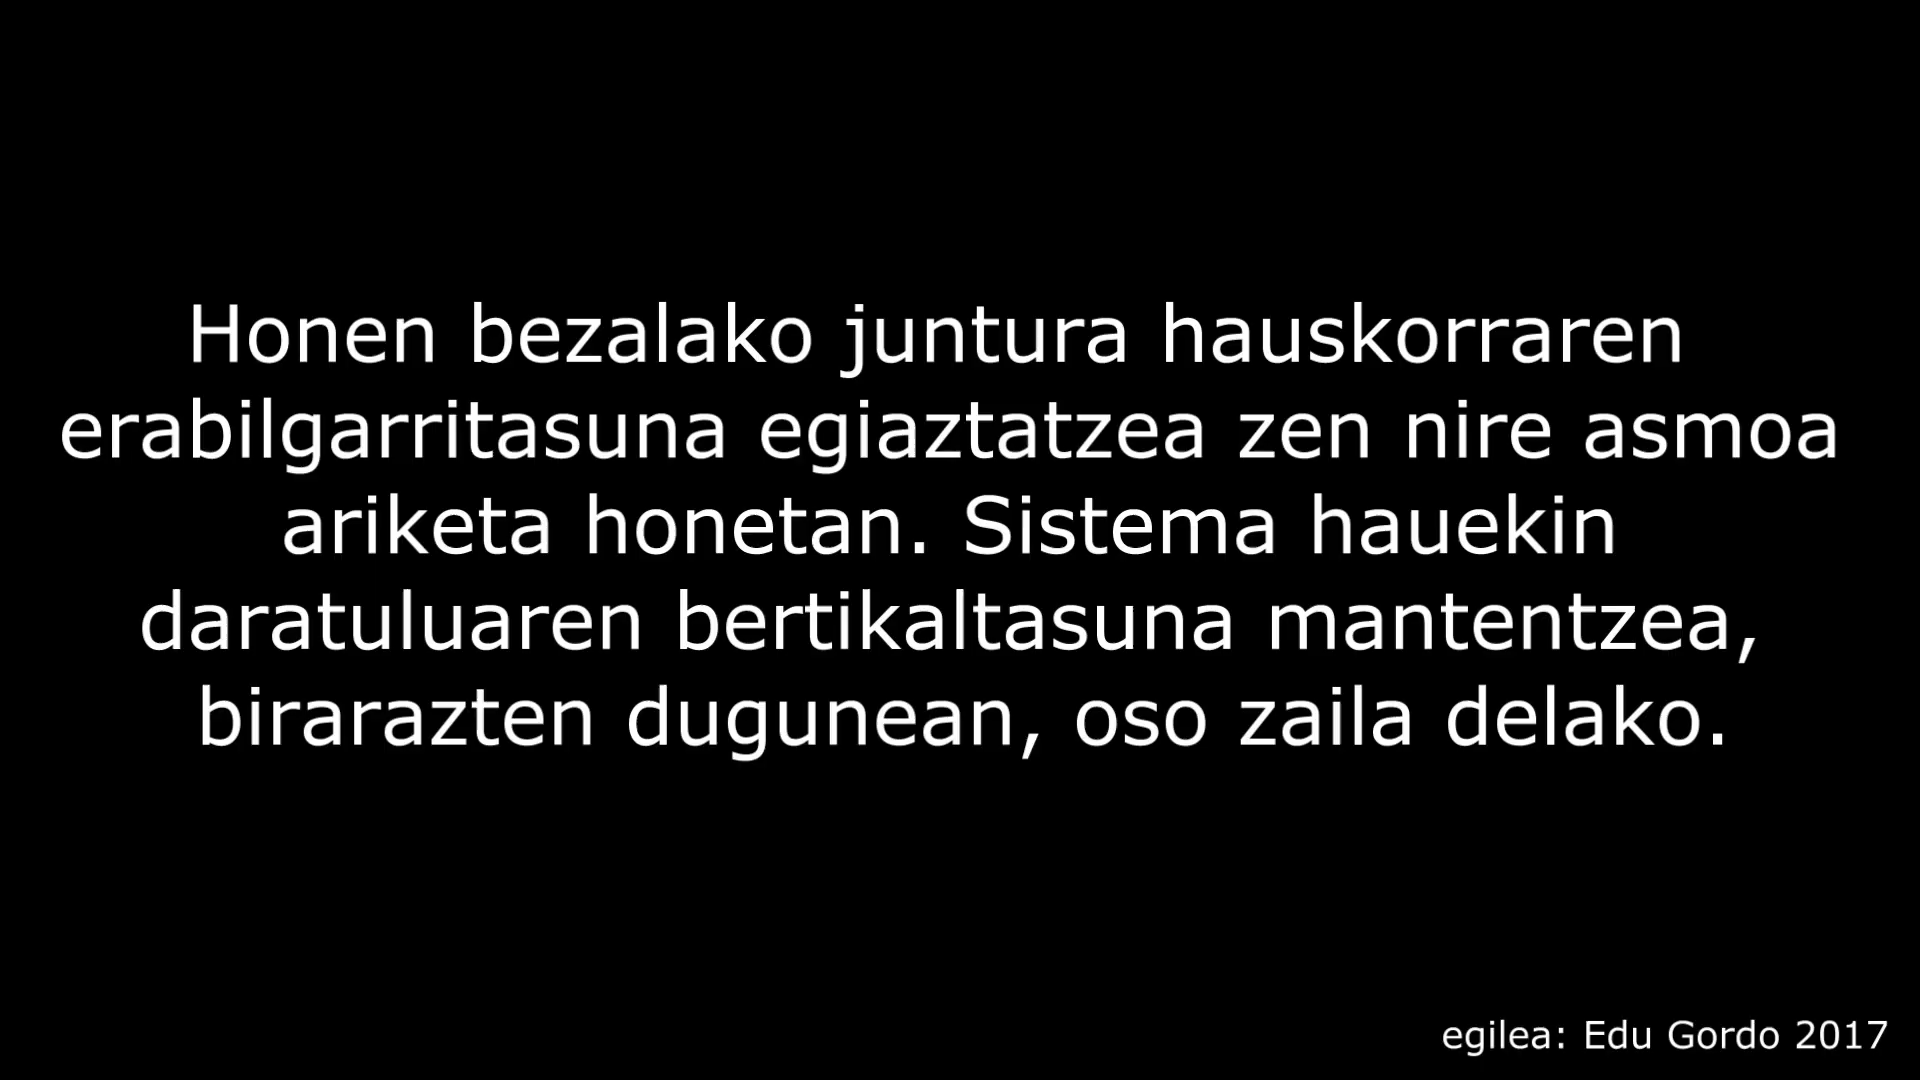 Honen bezalako juntura hauskorraren
erabilgarritasuna egiaztatzea zen nire asmoa
ariketa honetan. Sistema hauekin
daratuluaren bertikaltasuna mantentzea,
birarazten dugunean, oso zaila delako.
egilea: Edu Gordo 2017